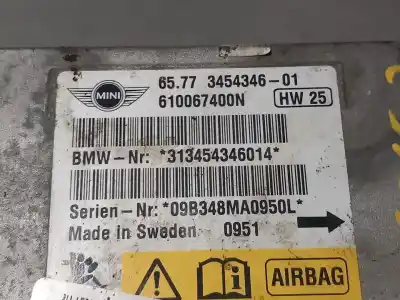 MINI
65.77 3454346-01
610067400N HW 25
BMW-Nr: *313454346014*
Serien-Nr: *09B348MA0950L*
Made in Sweden 0951
AIRBAG